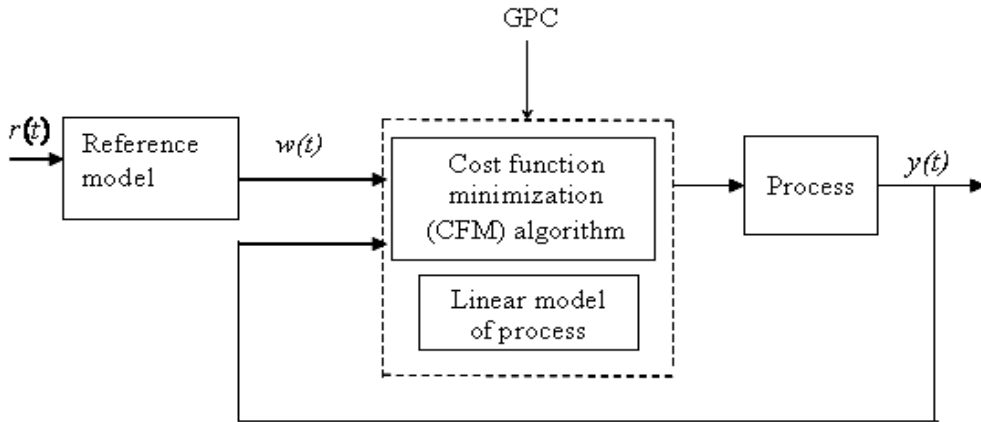 GPC
r(t)
Reference
model
w(t)
Cost function
minimization
(CFM) algorithm
Linear model
of process
Process
y(t)